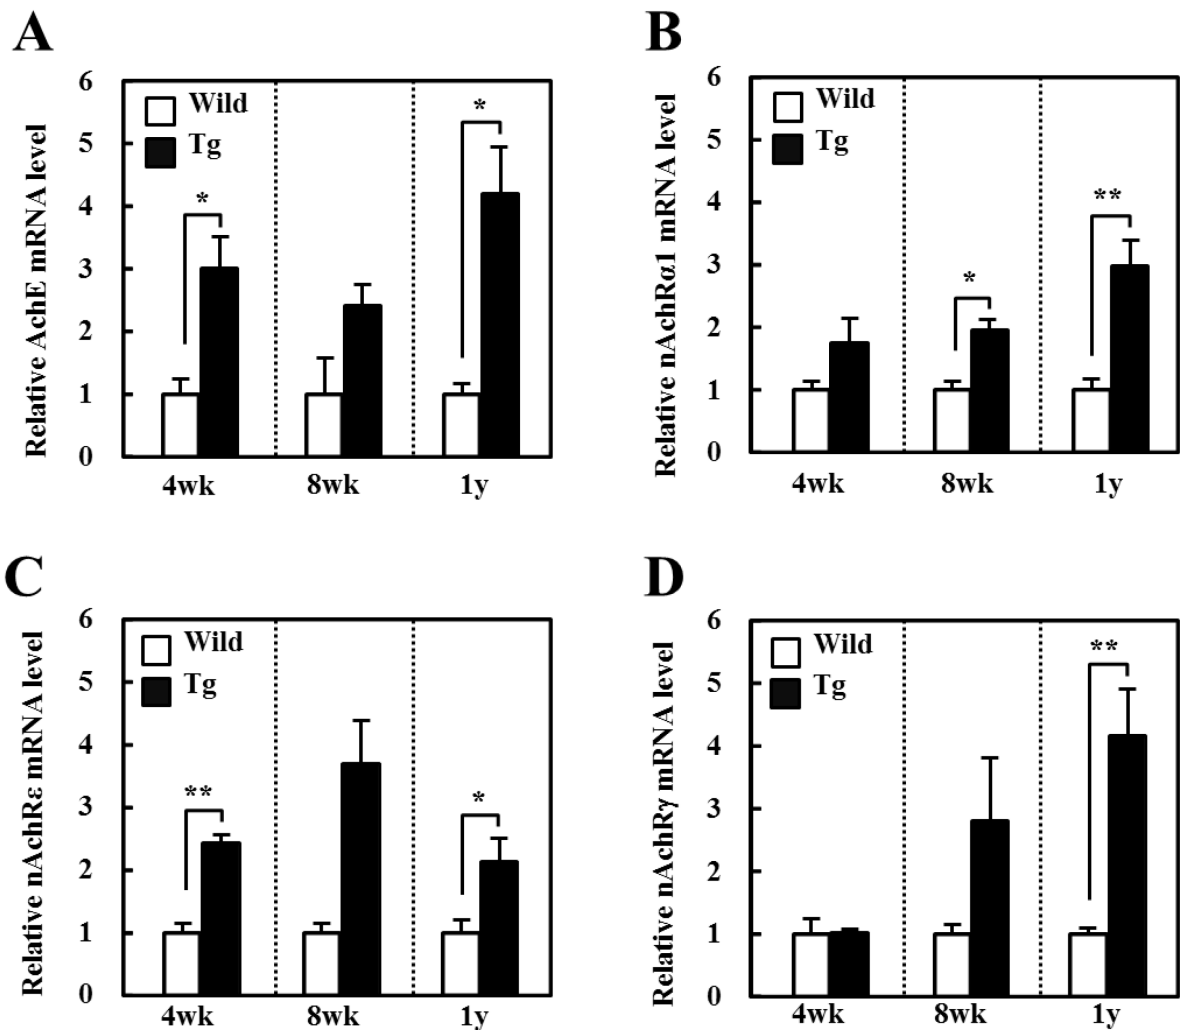 A
Relative AchE mRNA level
6
5
4
3
2
1
0
Wild
Tg
*
*
4wk 8wk 1y
B
Relative nAchRα1 mRNA level
6
5
4
3
2
1
0
Wild
Tg
*
**
4wk 8wk 1y
C
Relative nAchRε mRNA level
6
5
4
3
2
1
0
Wild
Tg
**
*
4wk 8wk 1y
D
Relative nAchRγ mRNA level
6
5
4
3
2
1
0
Wild
Tg
**
4wk 8wk 1y